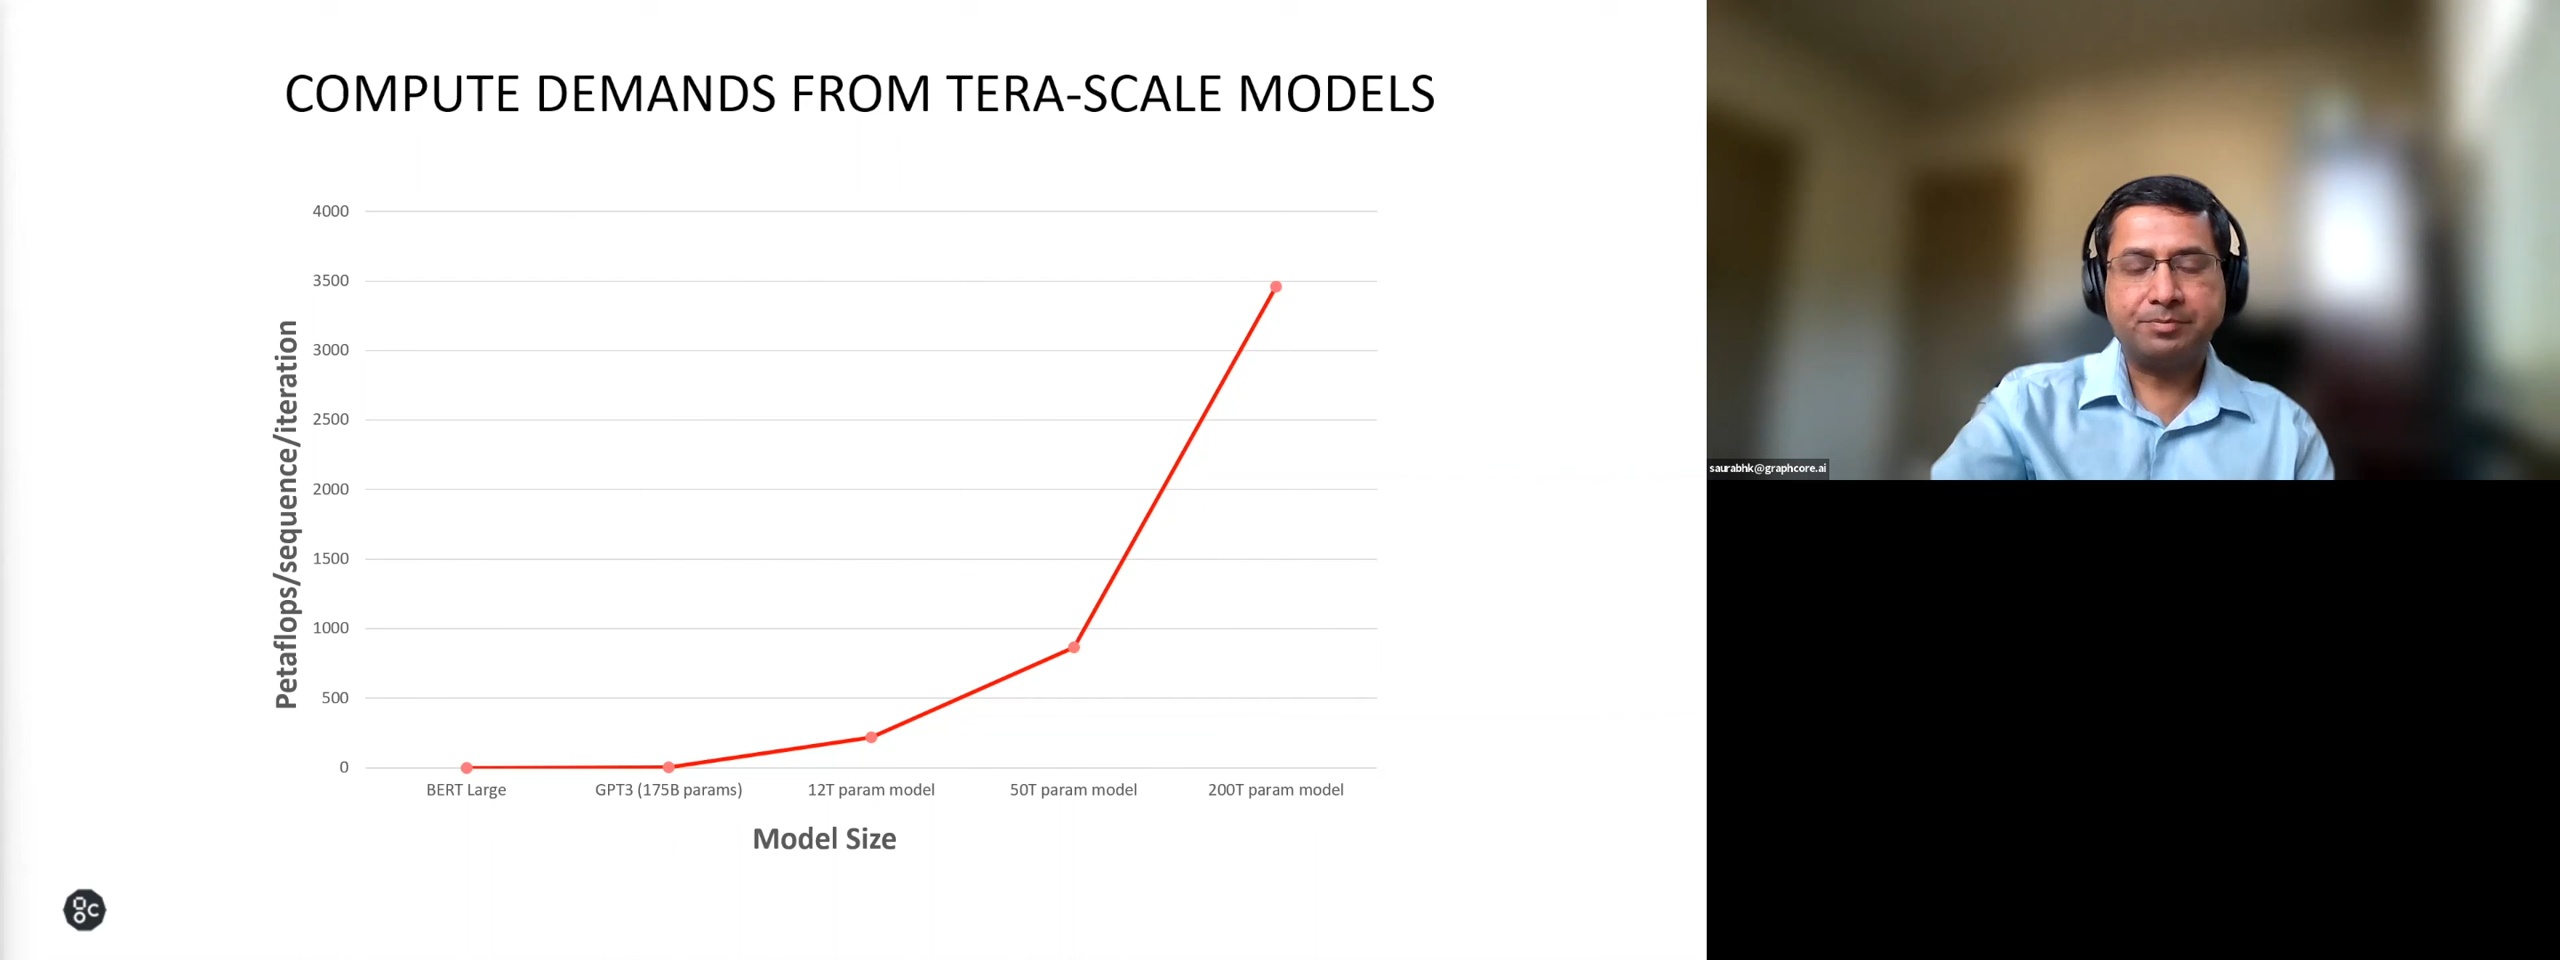 COMPUTE DEMANDS FROM TERA-SCALE MODELS
Petaflops/sequence/iteration
4000
3500
3000
2500
2000
1500
1000
500
0
BERT Large
GPT3 (175B params)
12T param model
50T param model
200T param model
Model Size
gc
saurabhk@graphcore.ai